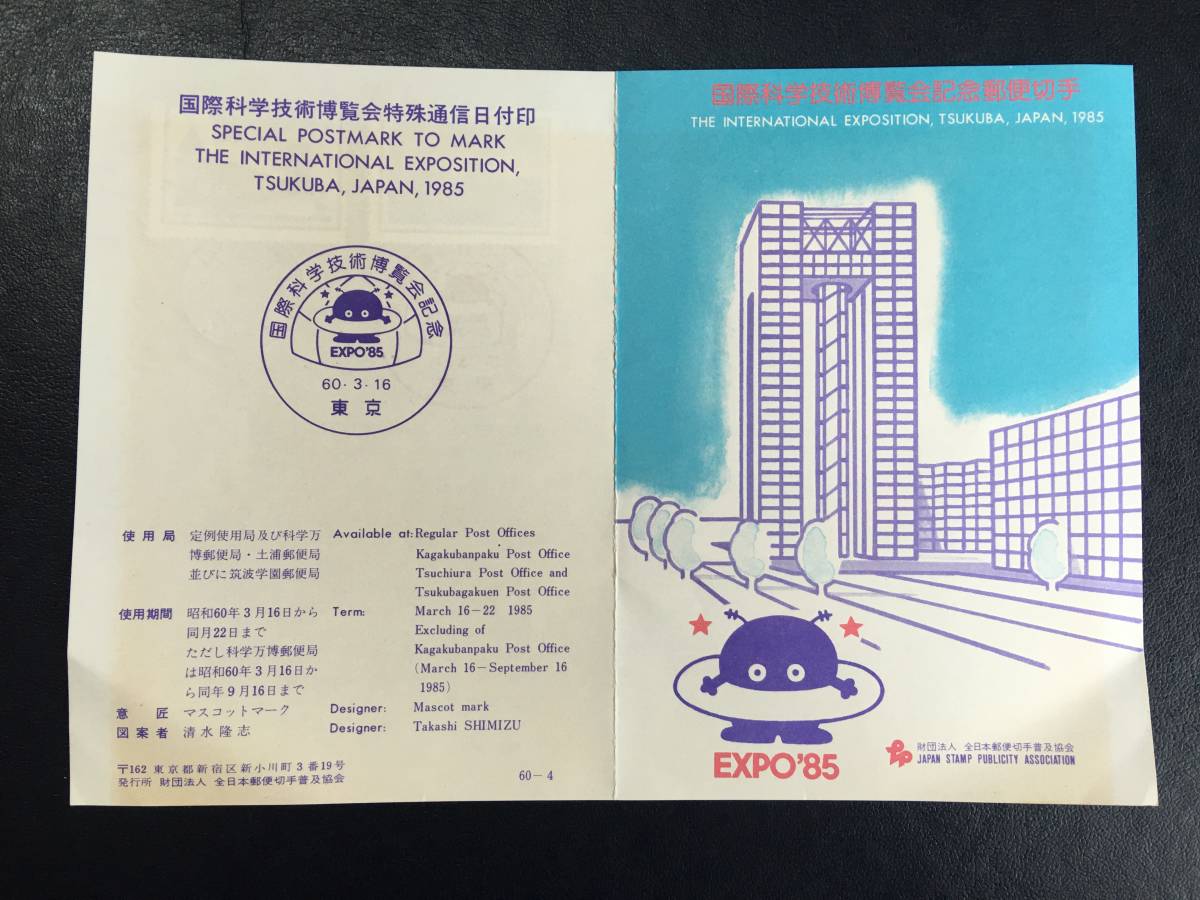 国際科学技術博覧会特殊通信日付印
SPECIAL POSTMARK TO MARK
THE INTERNATIONAL EXPOSITION,
TSUKUBA, JAPAN, 1985
国際科学技術博覧会記念
EXPO'85
60·3·16
東京
使用局 定例使用局及び科学万
博郵便局・土浦郵便局
並びに筑波学園郵便局
使用期間 昭和60年3月16日から
同月22日まで
ただし科学万博郵便局
は昭和60年3月16日か
ら同年9月16日まで
意匠 マスコットマーク
図案者 清水隆志
Available at: Regular Post Offices
Kagakubanpaku Post Office
Tsuchiura Post Office and
Tsukubagakuen Post Office
Term: March 16-22 1985
Excluding of
Kagakubanpaku Post Office
(March 16-September 16
1985)
Designer: Mascot mark
Designer: Takashi SHIMIZU
〒162 東京都新宿区新小川町3番19号
発行所 財団法人 全日本郵便切手普及協会
60-4
国際科学技術博覧会記念郵便切手
THE INTERNATIONAL EXPOSITION, TSUKUBA, JAPAN, 1985
EXPO'85
財団法人 全日本郵便切手普及協会
JAPAN STAMP PUBLICITY ASSOCIATION